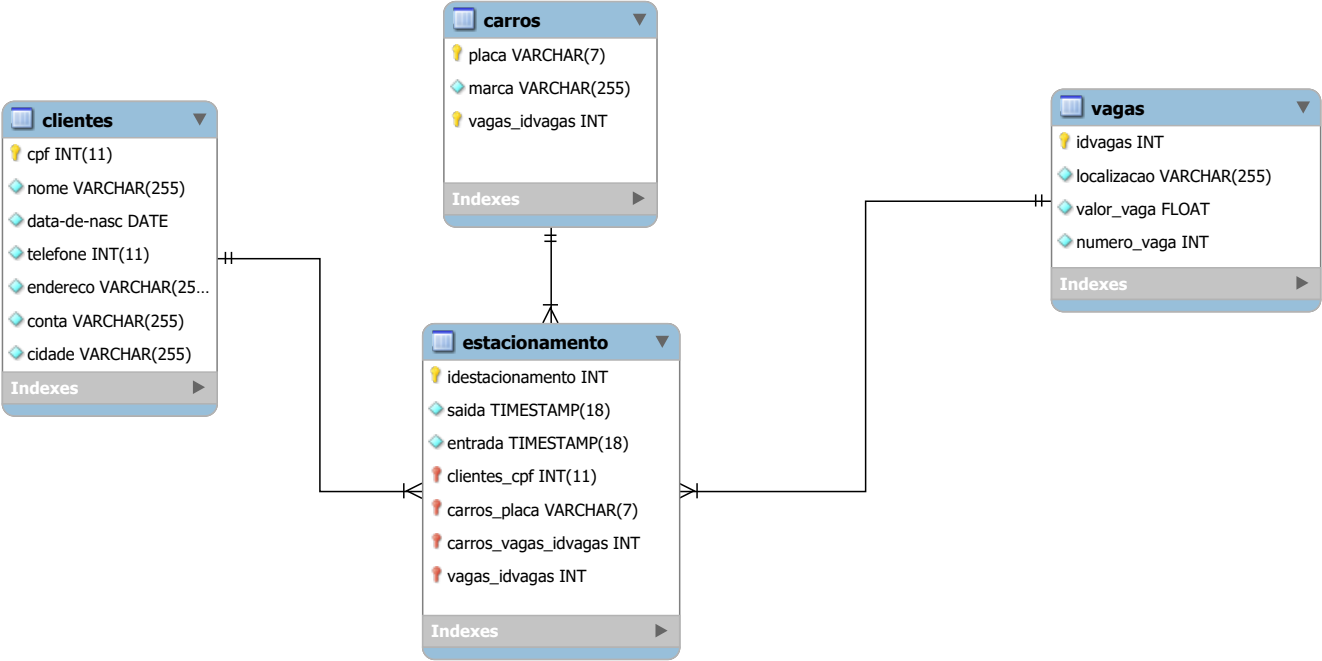 carros
placa VARCHAR(7)
marca VARCHAR(255)
vagas_idvagas INT
Indexes
clientes
cpf INT(11)
nome VARCHAR(255)
data-de-nasc DATE
telefone INT(11)
endereco VARCHAR(25...
conta VARCHAR(255)
cidade VARCHAR(255)
Indexes
vagas
idvagas INT
localizacao VARCHAR(255)
valor_vaga FLOAT
numero_vaga INT
Indexes
estacionamento
idestacionamento INT
saida TIMESTAMP(18)
entrada TIMESTAMP(18)
clientes_cpf INT(11)
carros_placa VARCHAR(7)
carros_vagas_idvagas INT
vagas_idvagas INT
Indexes